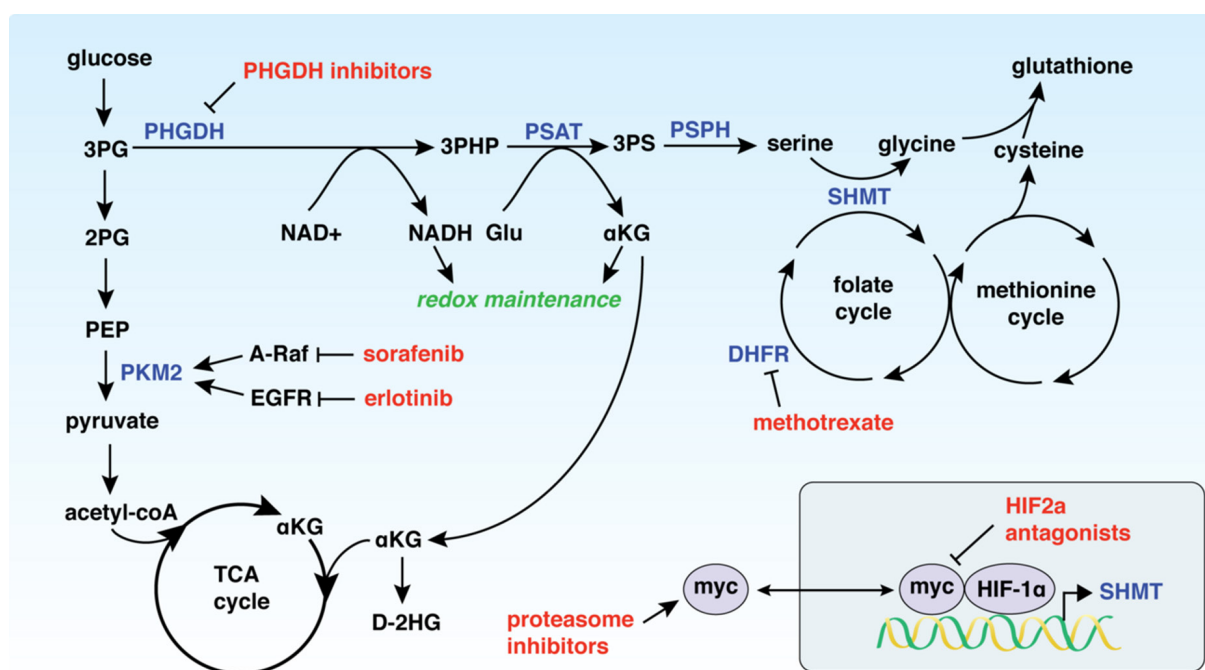 glucose
PHGDH inhibitors
glutathione
PHGDH
PSAT
PSPH
3PG
3PHP
3PS
serine
glycine
cysteine
SHMT
2PG
NAD+
NADH
Glu
αKG
redox maintenance
folate
cycle
methionine
cycle
PEP
A-Raf
sorafenib
DHFR
PKM2
EGFR
erlotinib
pyruvate
methotrexate
acetyl-coA
αKG
αKG
HIF2a
antagonists
TCA
cycle
D-2HG
myc
myc
HIF-1α
SHMT
proteasome
inhibitors